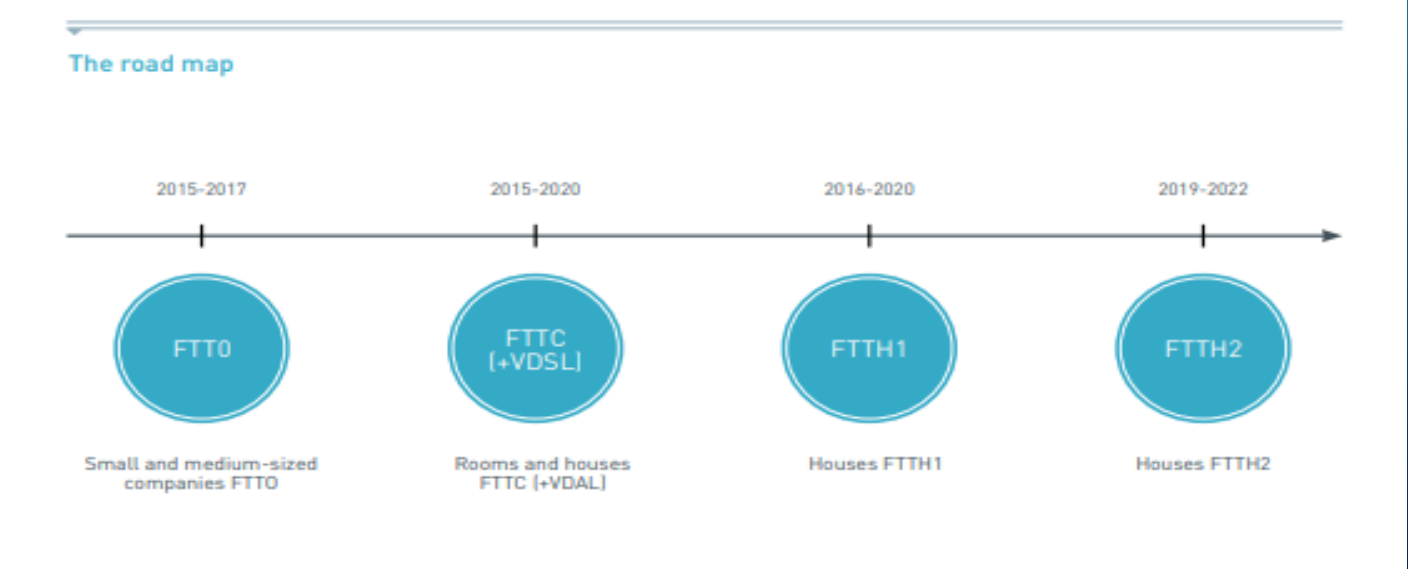 The road map
2015-2017
2015-2020
2016-2020
2019-2022
FTTO
FTTC
(+VDSL)
FTTH1
FTTH2
Small and medium-sized
companies FTTO
Rooms and houses
FTTC (+VDAL)
Houses FTTH1
Houses FTTH2